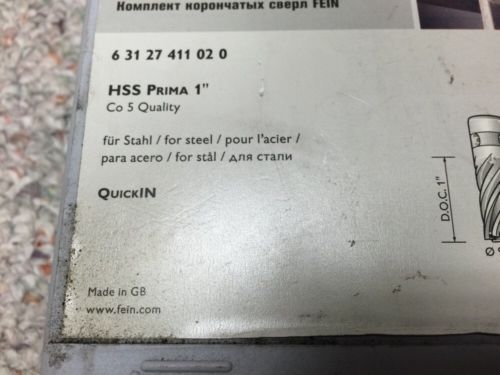 Комплект корончатых сверл FEIN
6 31 27 411 02 0
HSS PRIMA 1"
Co 5 Quality
für Stahl / for steel / pour l'acier /
para acero / for stål / для стали
QUICKIN
D.O.C. 1"
Ø
Made in GB
www.fein.com